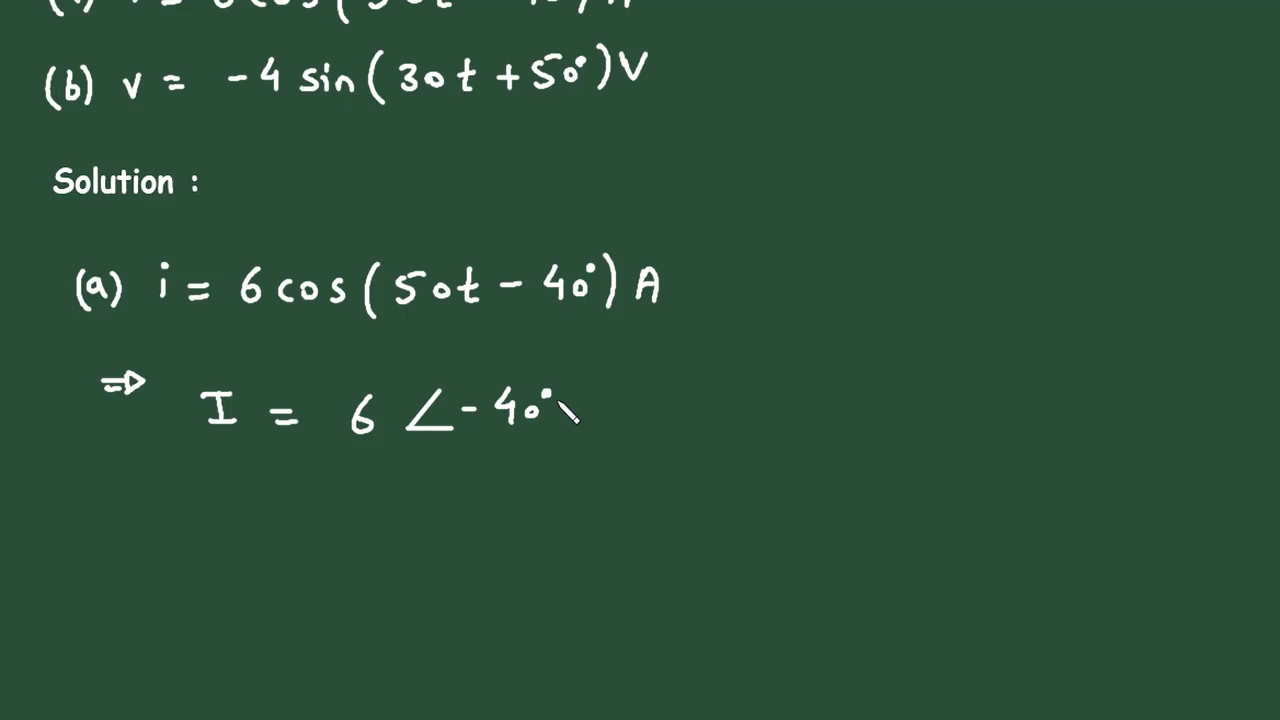 (b) v = -4 sin(30t + 50°) V
Solution :
(a) i = 6 cos(50t - 40°) A
⇒ I = 6 ∠-40°